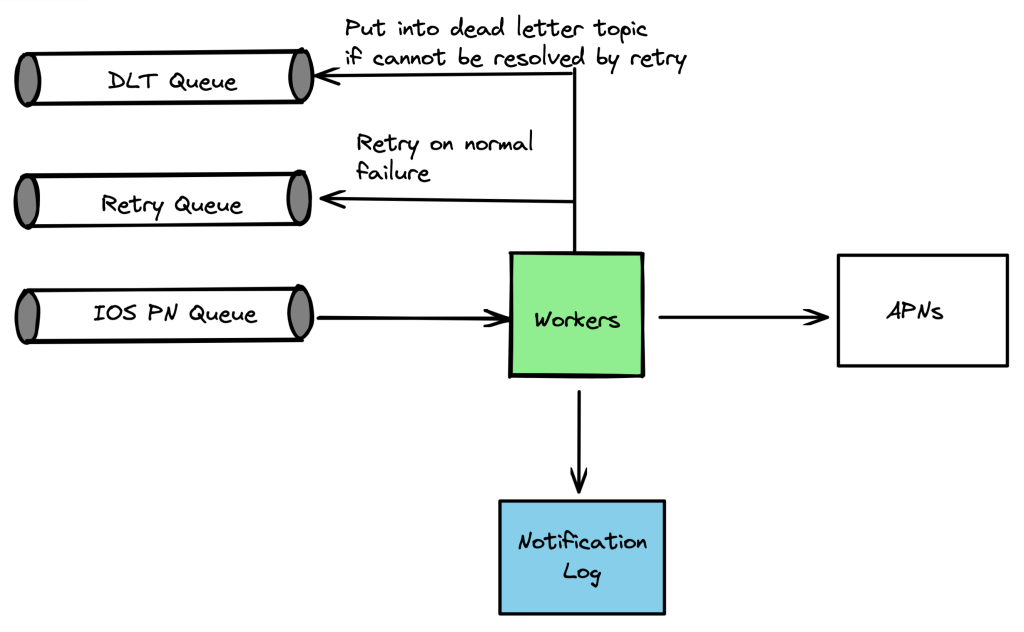 Put into dead letter topic
if cannot be resolved by retry
DLT Queue
Retry on normal
failure
Retry Queue
IOS PN Queue
Workers
APNs
Notification
Log